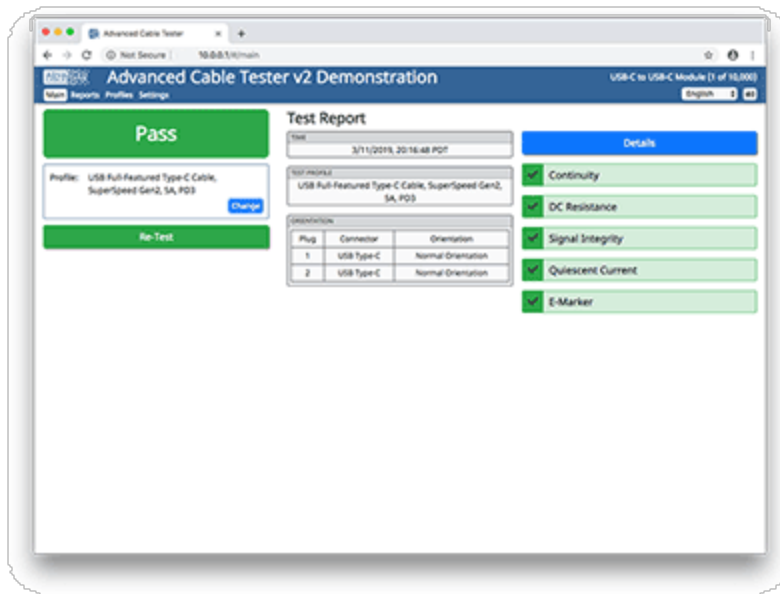 Advanced Cable Tester
Not Secure
10.0.0.1/#/main
Advanced Cable Tester v2 Demonstration
USB-C to USB-C Module (1 of 10,000)
Main Reports Profiles Settings
English
Pass
Profile: USB Full-Featured Type-C Cable,
SuperSpeed Gen2, 5A, PD3
Change
Re-Test
Test Report
TIME
3/11/2019, 20:16:48 PDT
TEST PROFILE
USB Full-Featured Type-C Cable, SuperSpeed Gen2,
5A, PD3
ORIENTATION
Plug Connector Orientation
1 USB Type-C Normal Orientation
2 USB Type-C Normal Orientation
Details
Continuity
DC Resistance
Signal Integrity
Quiescent Current
E-Marker